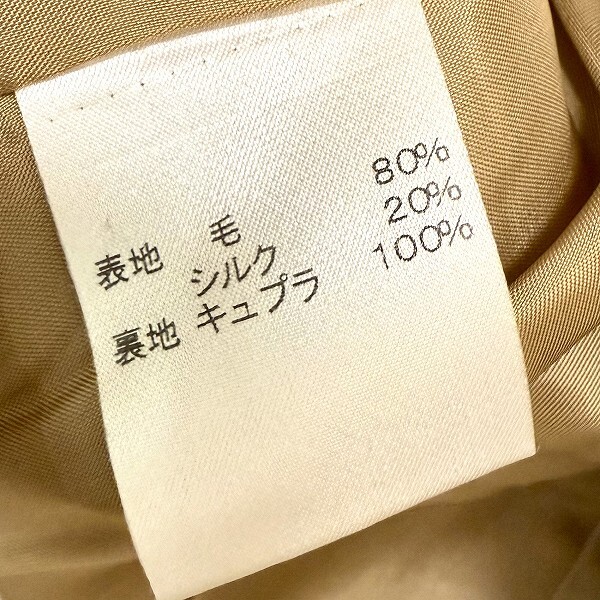 表地 毛 80%
シルク 20%
裏地 キュプラ 100%